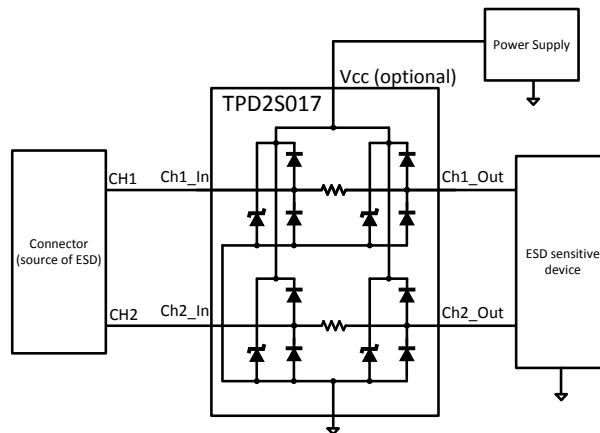 Power Supply
Vcc (optional)
TPD2S017
CH1
Ch1_In
Ch1_Out
Connector
(source of ESD)
ESD sensitive
device
CH2
Ch2_In
Ch2_Out